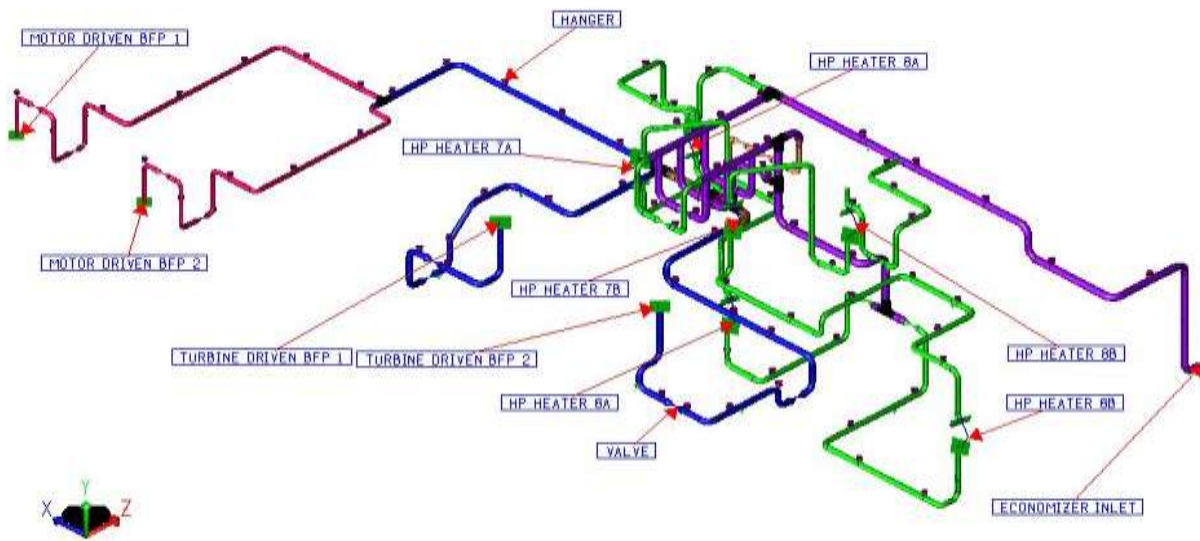 HANGER
MOTOR DRIVEN BFP 1
HP HEATER 8A
HP HEATER 7A
MOTOR DRIVEN BFP 2
HP HEATER 7B
TURBINE DRIVEN BFP 1
TURBINE DRIVEN BFP 2
HP HEATER 8B
HP HEATER 6A
HP HEATER 6B
VALVE
ECONOMIZER INLET
Y
X
Z